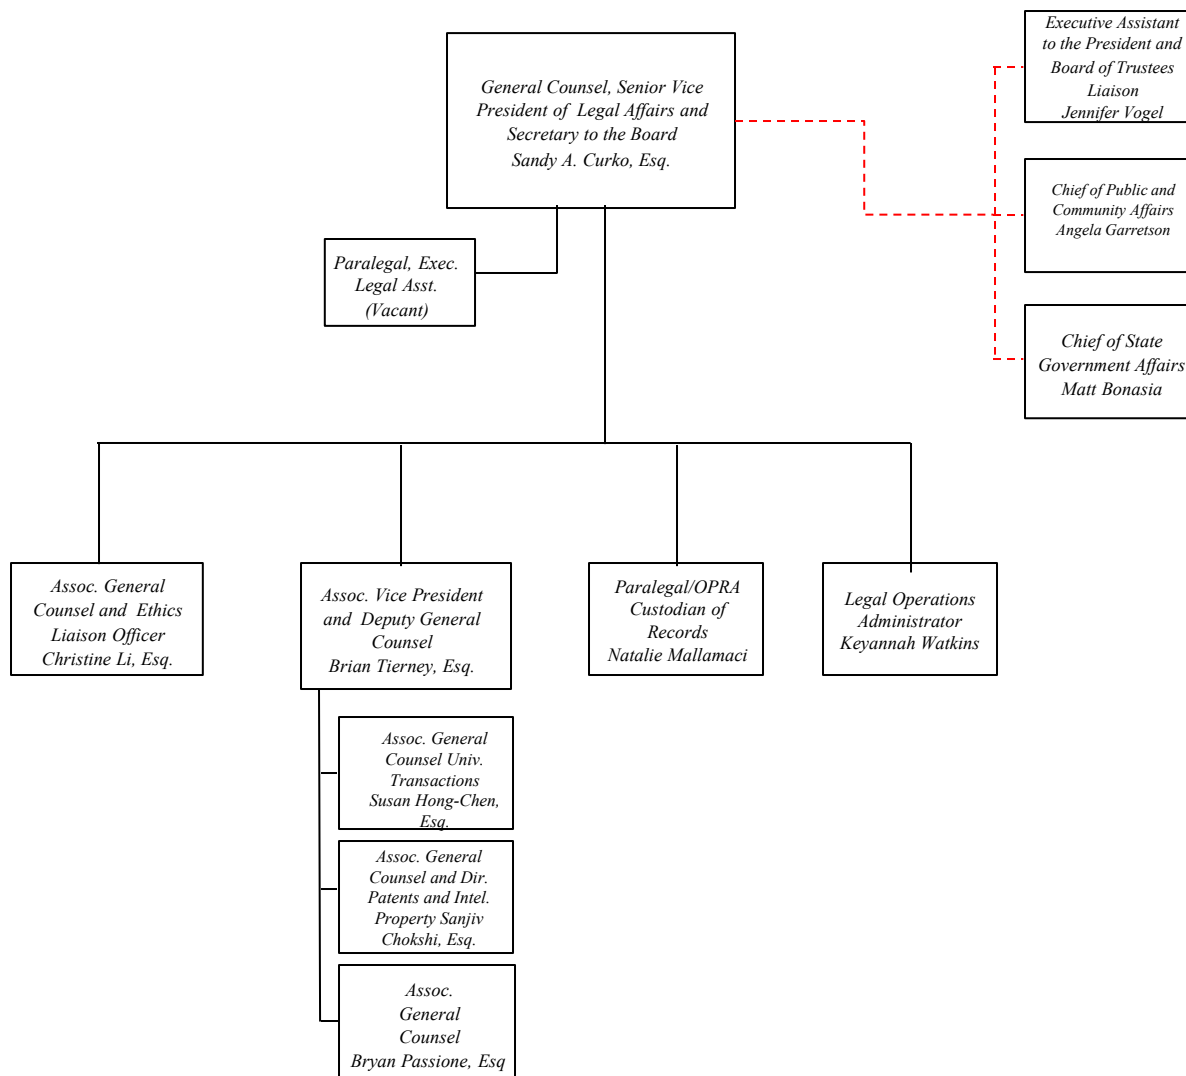 General Counsel, Senior Vice
President of Legal Affairs and
Secretary to the Board
Sandy A. Curko, Esq.
Executive Assistant
to the President and
Board of Trustees
Liaison
Jennifer Vogel
Chief of Public and
Community Affairs
Angela Garretson
Chief of State
Government Affairs
Matt Bonasia
Paralegal, Exec.
Legal Asst.
(Vacant)
Assoc. General
Counsel and Ethics
Liaison Officer
Christine Li, Esq.
Assoc. Vice President
and Deputy General
Counsel
Brian Tierney, Esq.
Paralegal/OPRA
Custodian of
Records
Natalie Mallamaci
Legal Operations
Administrator
Keyannah Watkins
Assoc. General
Counsel Univ.
Transactions
Susan Hong-Chen,
Esq.
Assoc. General
Counsel and Dir.
Patents and Intel.
Property Sanjiv
Chokshi, Esq.
Assoc.
General
Counsel
Bryan Passione, Esq